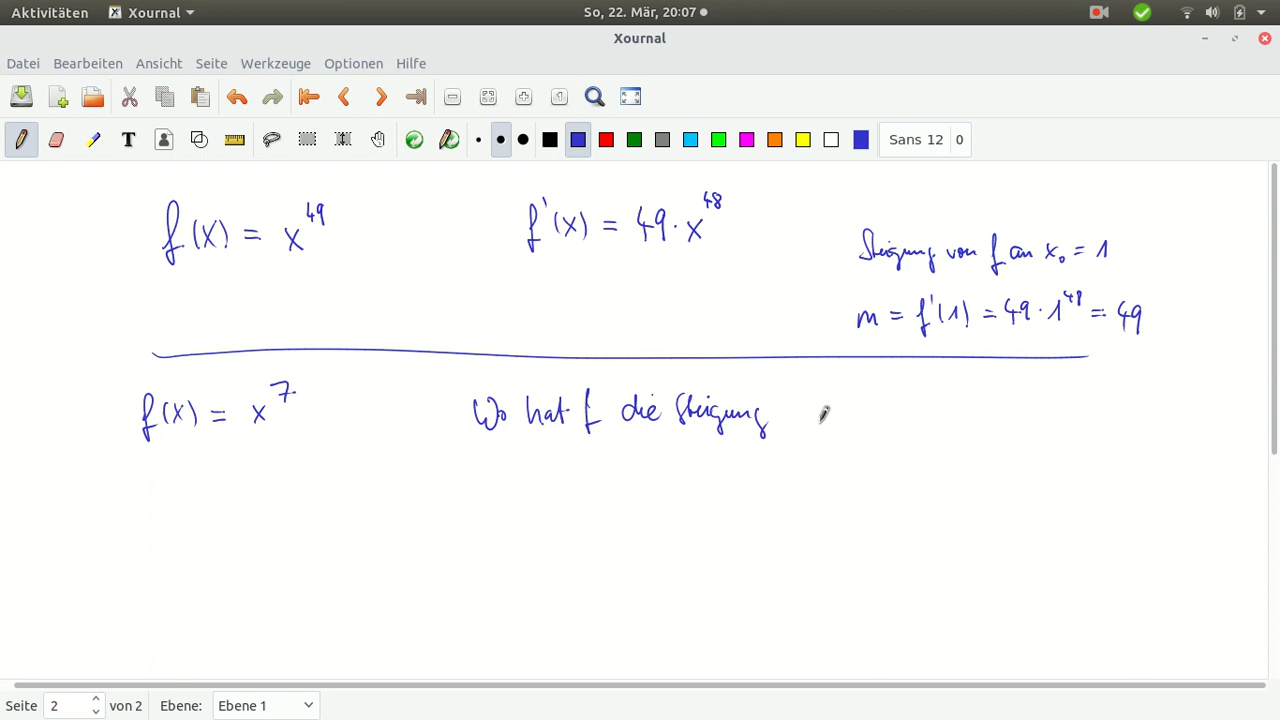 Aktivitäten Xournal So, 22. Mär, 20:07
Xournal
Datei Bearbeiten Ansicht Seite Werkzeuge Optionen Hilfe
Sans 12 0
f(x) = x^49 f'(x) = 49 · x^48
Steigung von f an x₀ = 1
m = f'(1) = 49 · 1^48 = 49
f(x) = x^7 Wo hat f die Steigung
Seite 2 von 2 Ebene: Ebene 1